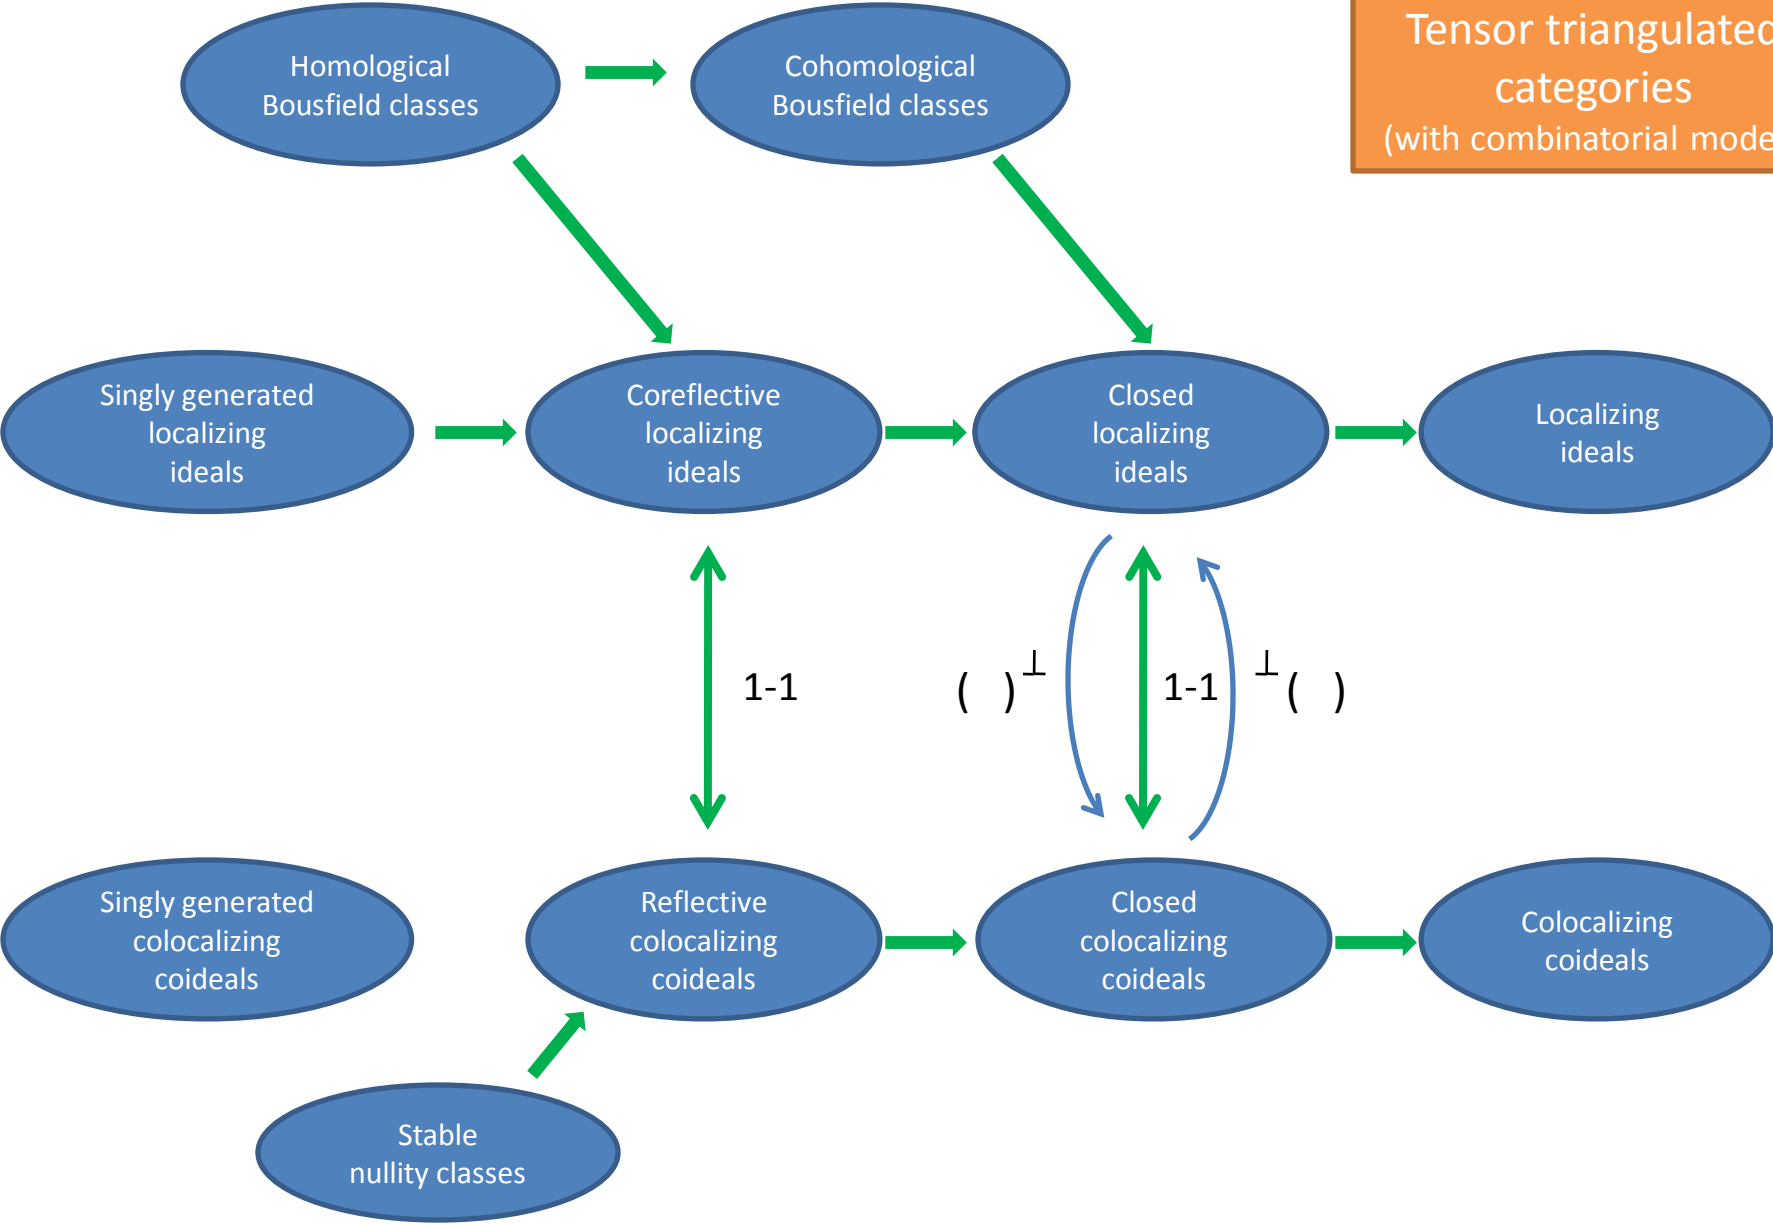 Homological
Bousfield classes
Cohomological
Bousfield classes
Tensor triangulated
categories
(with combinatorial mode
Singly generated
localizing
ideals
Coreflective
localizing
ideals
Closed
localizing
ideals
Localizing
ideals
1-1
( )⊥
1-1
⊥( )
Singly generated
colocalizing
coideals
Reflective
colocalizing
coideals
Closed
colocalizing
coideals
Colocalizing
coideals
Stable
nullity classes